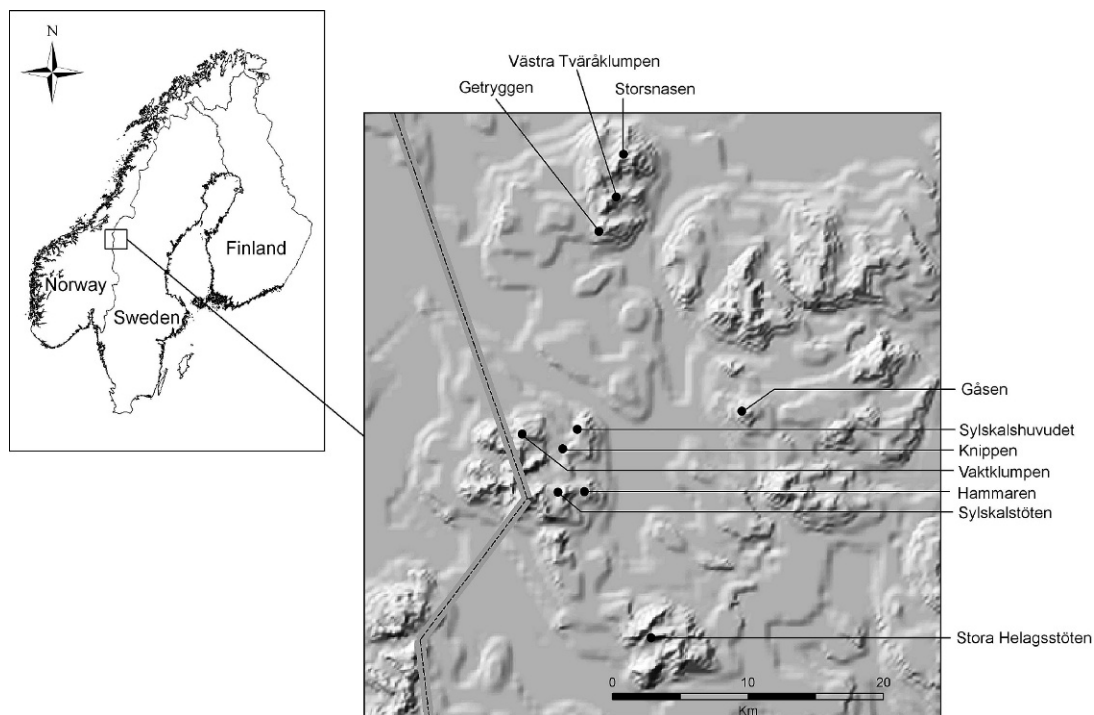 N
Norway
Sweden
Finland
Västra Tväråklumpen
Getryggen
Storsnasen
Gåsen
Sylskalshuvudet
Knippen
Vaktklumpen
Hammaren
Sylskalstöten
Stora Helagsstöten
0 10 20
Km